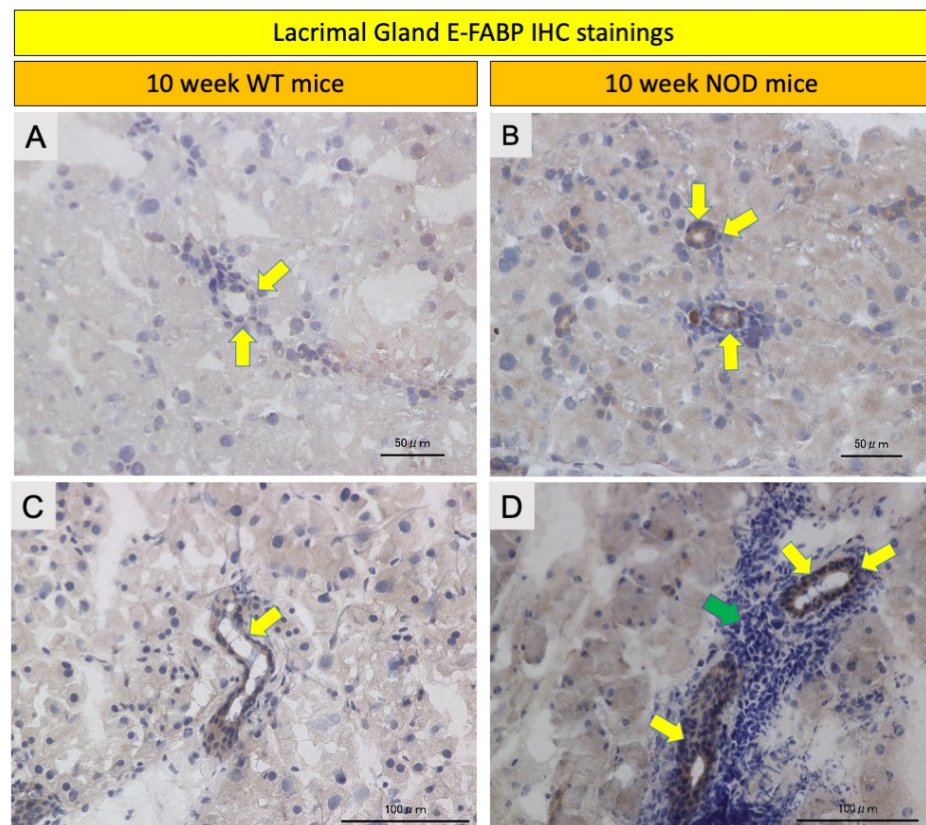 Lacrimal Gland E-FABP IHC stainings
10 week WT mice
10 week NOD mice
A
B
50 μm
50 μm
C
D
100 μm
100 μm